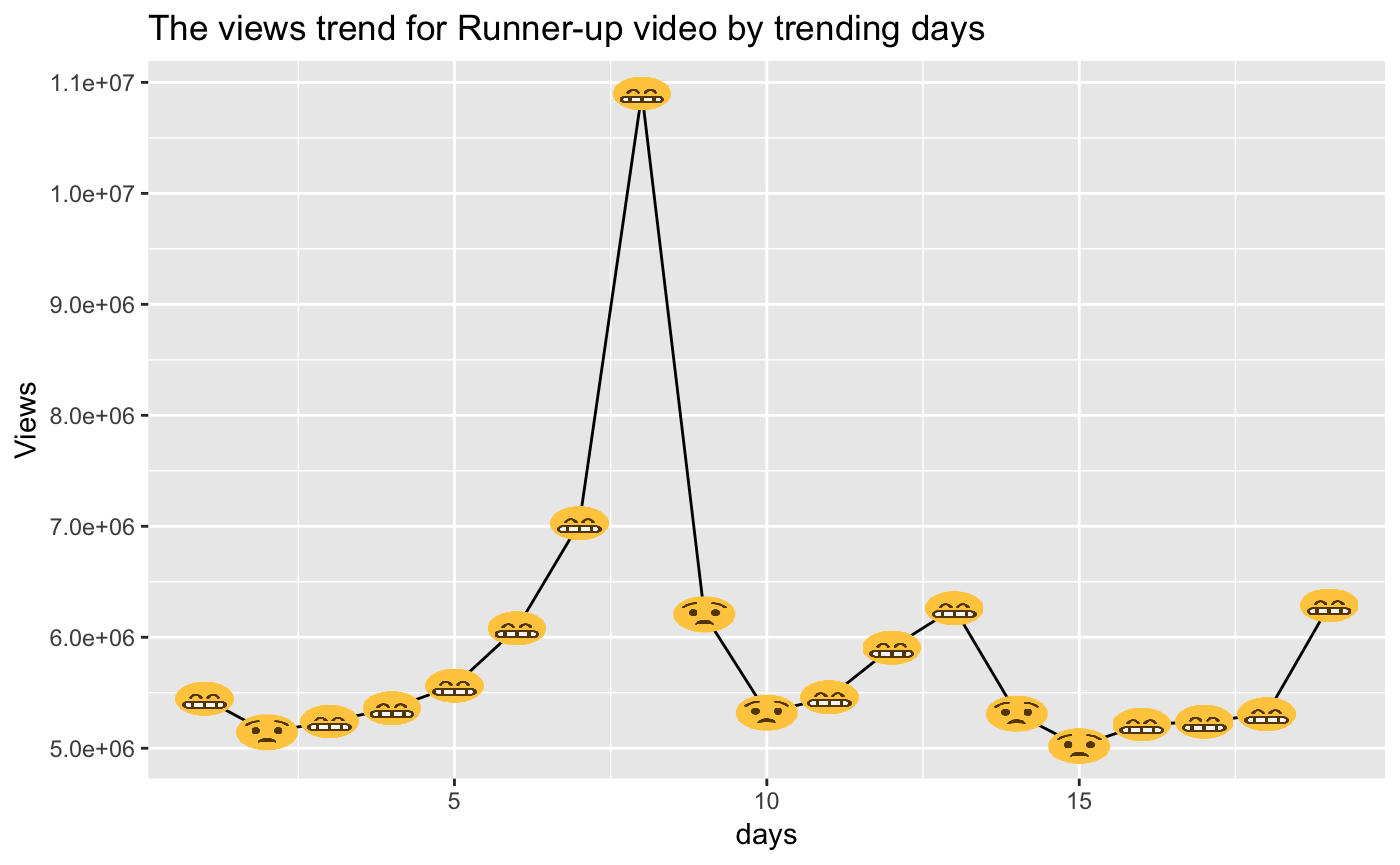 The views trend for Runner-up video by trending days
1.1e+07
1.0e+07
9.0e+06
8.0e+06
7.0e+06
6.0e+06
5.0e+06
Views
5 10 15
days